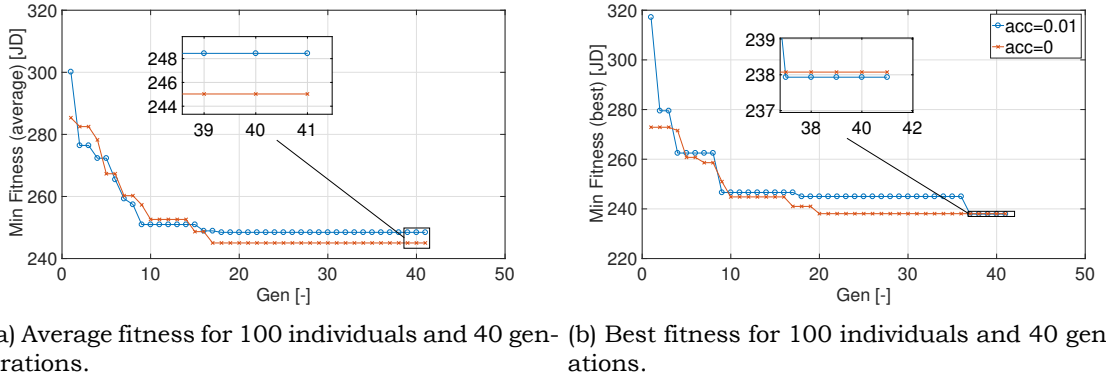 320
300
280
260
240
Min Fitness (average) [JD]
248
246
244
39 40 41
0 10 20 30 40 50
Gen [-]
320
300
280
260
240
220
Min Fitness (best) [JD]
239
238
237
38 40 42
acc=0.01
acc=0
0 10 20 30 40 50
Gen [-]
a) Average fitness for 100 individuals and 40 gen-
rations.
(b) Best fitness for 100 individuals and 40 gen
ations.